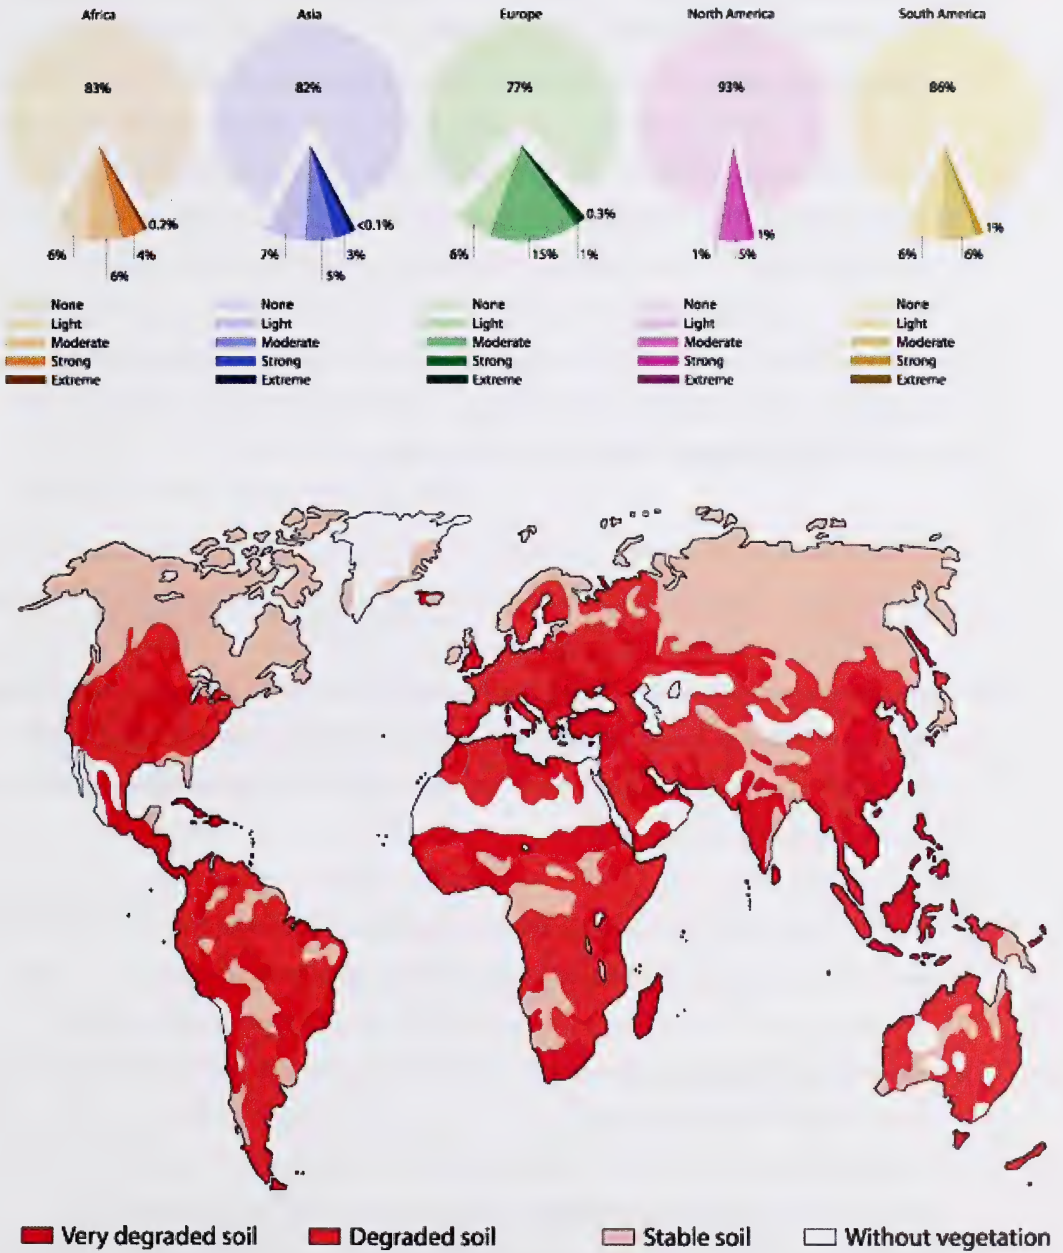 Africa Asia Europe North America South America
83% 82% 77% 93% 86%
0.2% <0.1% 0.3% 1% 1%
6% 4% 7% 3% 6% 15% 1% 1% 5% 6% 6%
6% 5%
None None None None None
Light Light Light Light Light
Moderate Moderate Moderate Moderate Moderate
Strong Strong Strong Strong Strong
Extreme Extreme Extreme Extreme Extreme
Very degraded soil Degraded soil Stable soil Without vegetation